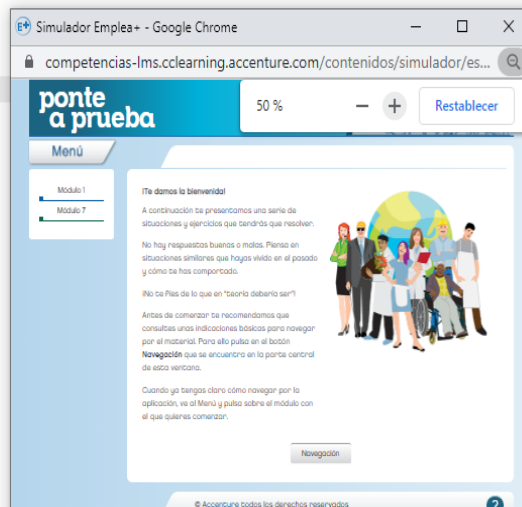 Simulador Emplea+ - Google Chrome
competencias-lms.cclearning.accenture.com/contenidos/simulador/es...
ponte
a prueba
50 %
Restablecer
Menú
Módulo 1
Módulo 7
¡Te damos la bienvenida!
A continuación te presentamos una serie de
situaciones y ejercicios que tendrás que resolver.
No hay respuestas buenas o malas. Piensa en
situaciones similares que hayas vivido en el pasado
y cómo te has comportado.
¡No te fíes de lo que en "teoría debería ser"!
Antes de comenzar te recomendamos que
consultes unas indicaciones básicas para navegar
por el material. Para ello pulsa en el botón
Navegación que se encuentra en la parte central
de esta ventana.
Cuando ya tengas claro cómo navegar por la
aplicación, ve al Menú y pulsa sobre el módulo con
el que quieres comenzar.
Navegación
© Accenture todos los derechos reservados
?